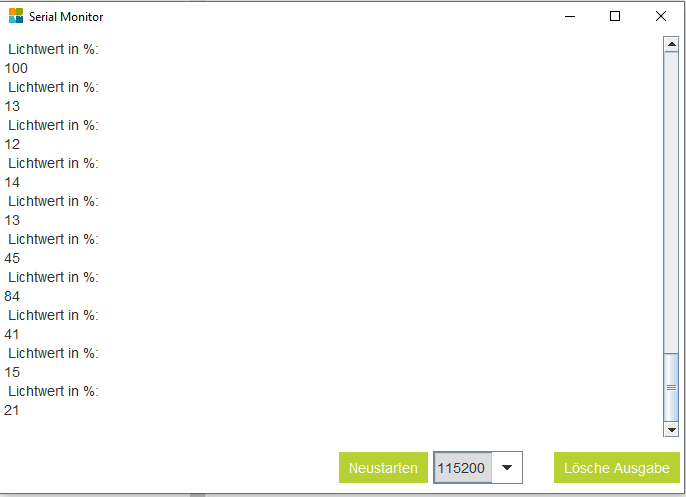 Serial Monitor
Lichtwert in %:
100
Lichtwert in %:
13
Lichtwert in %:
12
Lichtwert in %:
14
Lichtwert in %:
13
Lichtwert in %:
45
Lichtwert in %:
84
Lichtwert in %:
41
Lichtwert in %:
15
Lichtwert in %:
21
Neustarten 115200 Lösche Ausgabe